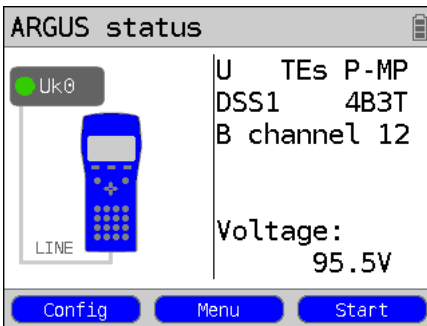 ARGUS status
Uk0
LINE
U TEs P-MP
DSS1 4B3T
B channel 12
Voltage:
95.5V
Config Menu Start